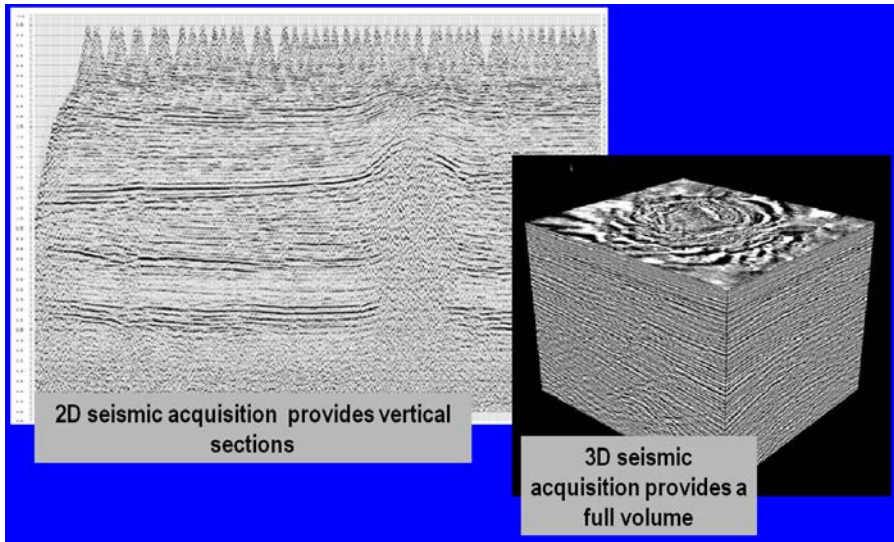 2D seismic acquisition provides vertical
sections
3D seismic
acquisition provides a
full volume